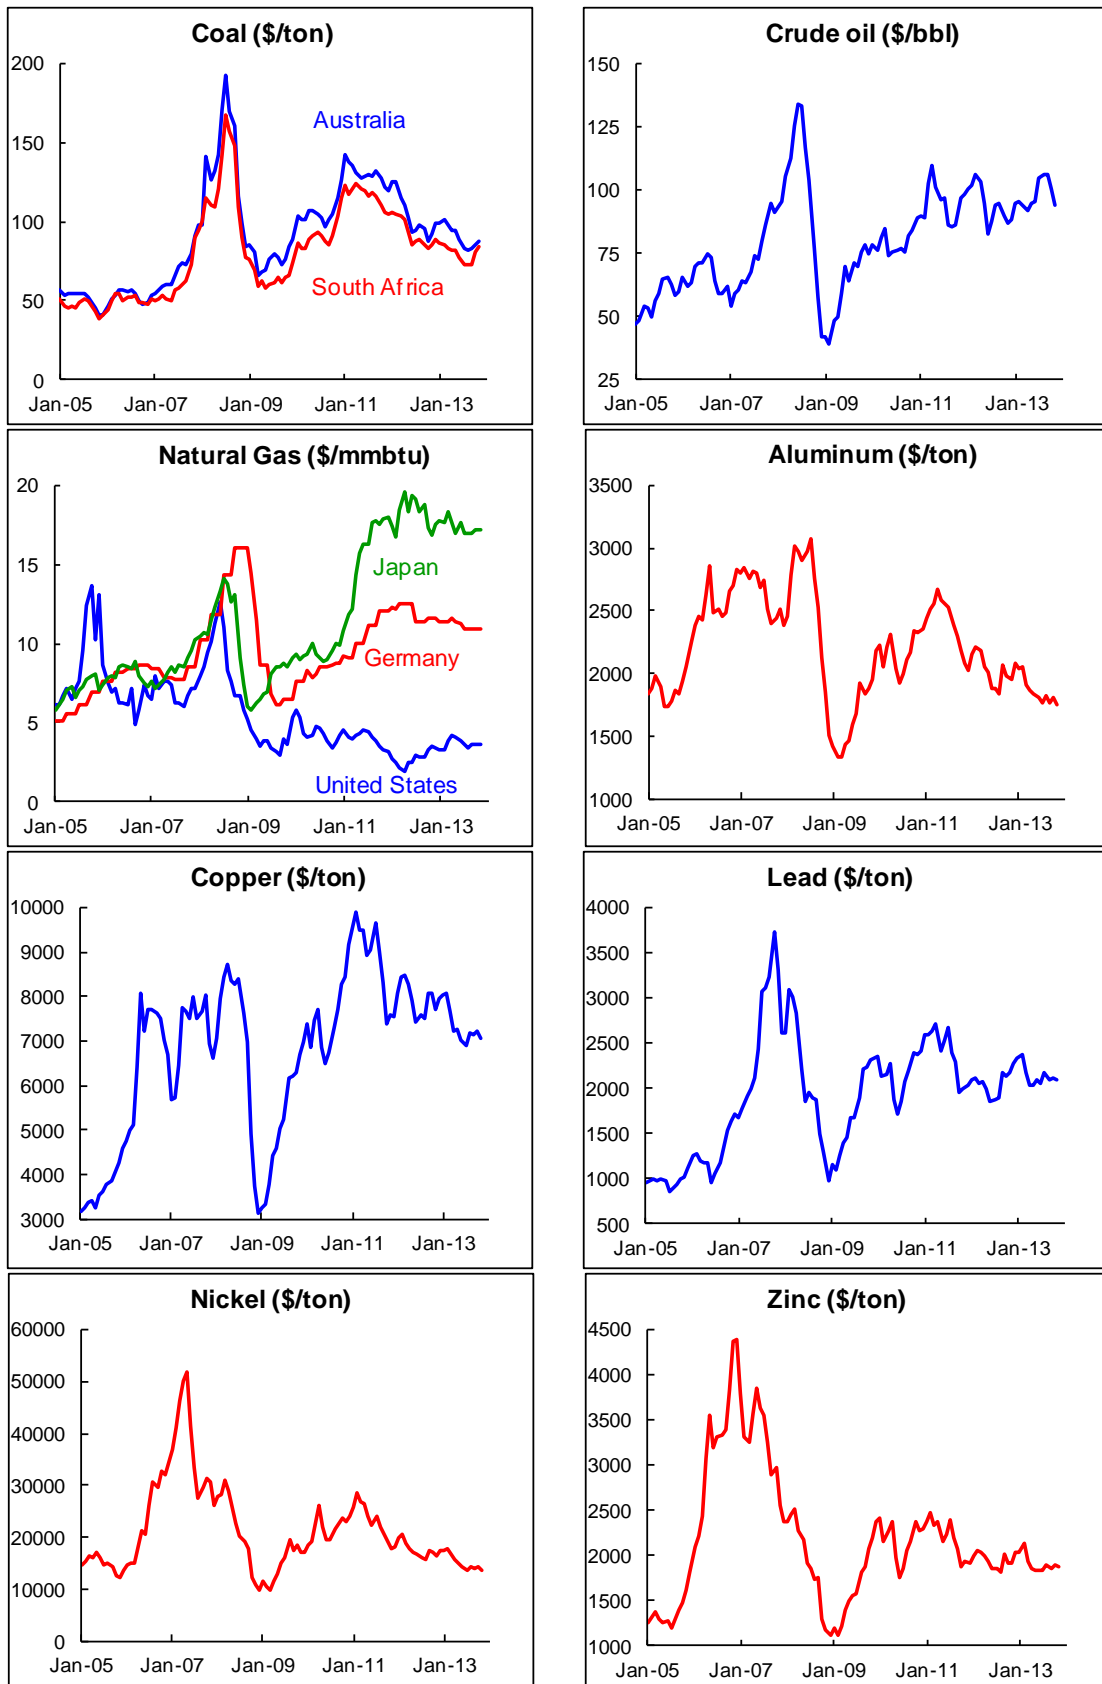 Coal ($/ton)
200
150
100
50
0
Australia
South Africa
Jan-05 Jan-07 Jan-09 Jan-11 Jan-13
Crude oil ($/bbl)
150
125
100
75
50
25
Jan-05 Jan-07 Jan-09 Jan-11 Jan-13
Natural Gas ($/mmbtu)
20
15
10
5
0
Japan
Germany
United States
Jan-05 Jan-07 Jan-09 Jan-11 Jan-13
Aluminum ($/ton)
3500
3000
2500
2000
1500
1000
Jan-05 Jan-07 Jan-09 Jan-11 Jan-13
Copper ($/ton)
10000
9000
8000
7000
6000
5000
4000
3000
Jan-05 Jan-07 Jan-09 Jan-11 Jan-13
Lead ($/ton)
4000
3500
3000
2500
2000
1500
1000
500
Jan-05 Jan-07 Jan-09 Jan-11 Jan-13
Nickel ($/ton)
60000
50000
40000
30000
20000
10000
0
Jan-05 Jan-07 Jan-09 Jan-11 Jan-13
Zinc ($/ton)
4500
4000
3500
3000
2500
2000
1500
1000
Jan-05 Jan-07 Jan-09 Jan-11 Jan-13